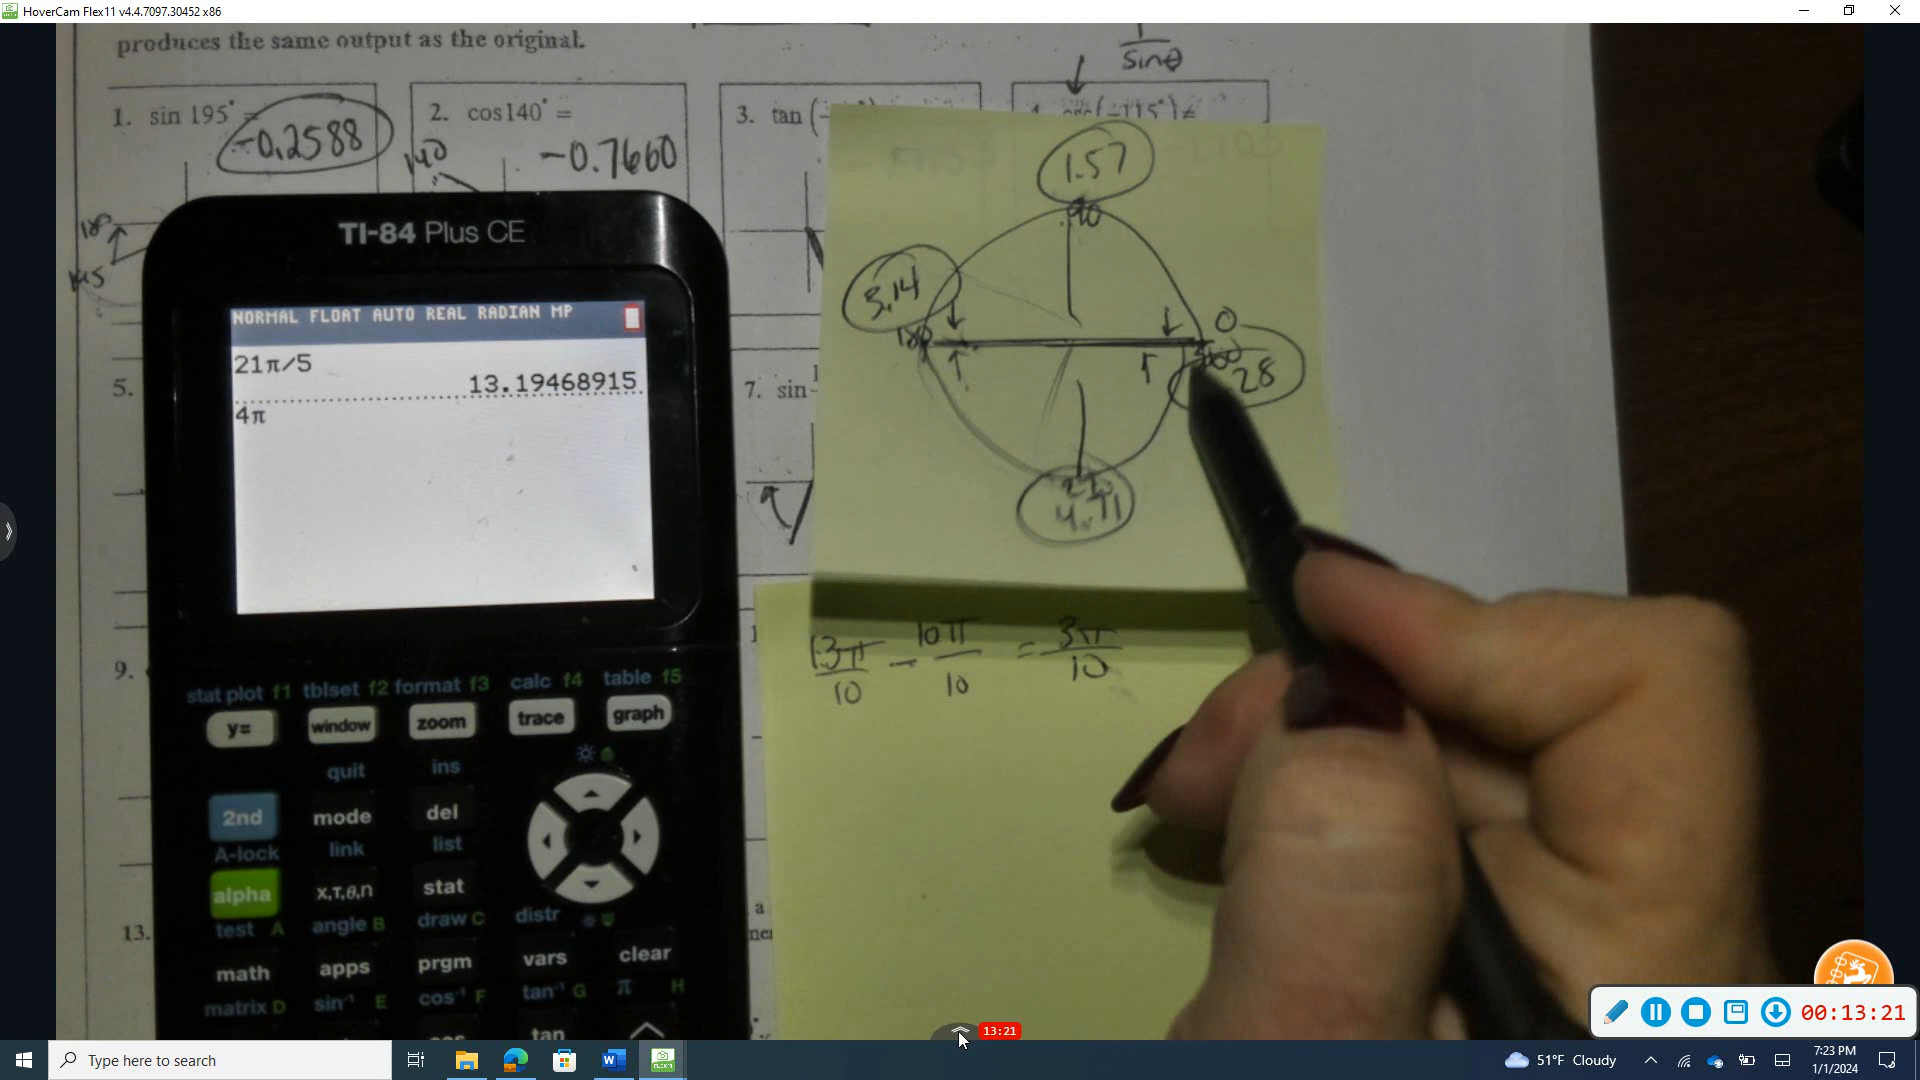 HoverCam Flex11 v4.4.7097.30452 x86
produces the same output as the original.
1
sinθ
1. sin 195° =
-0.2588
2. cos140° =
-0.7660
140
3. tan (-
1.57
90
3.14
180
0
360
28
270
4.71
185
195
5.
7. sin
9.
13.
13π/10 - 10π/10 = 3π/10
TI-84 Plus CE
NORMAL FLOAT AUTO REAL RADIAN MP
21π/5
13.19468915
4π
stat plot f1 tblset f2 format f3 calc f4 table f5
y= window zoom trace graph
quit ins
2nd mode del
A-lock link list
alpha X,T,θ,n stat
test A angle B draw C distr
math apps prgm vars clear
matrix D sin⁻¹ E cos⁻¹ F tan⁻¹ G π H
tan
13:21
00:13:21
Type here to search
51°F Cloudy
7:23 PM
1/1/2024